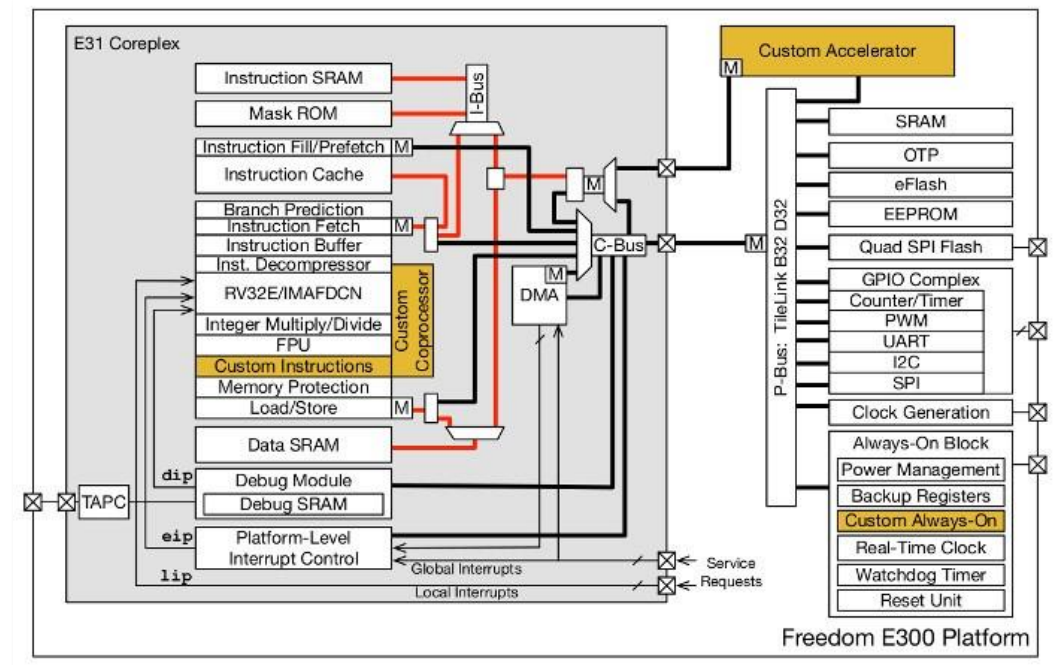 E31 Coreplex
Instruction SRAM
Mask ROM
I-Bus
Instruction Fill/Prefetch
M
Instruction Cache
Branch Prediction
Instruction Fetch
M
Instruction Buffer
Inst. Decompressor
RV32E/IMAFDCN
Integer Multiply/Divide
FPU
Custom Instructions
Custom
Coprocessor
Memory Protection
Load/Store
M
Data SRAM
dip
Debug Module
Debug SRAM
TAPC
eip
Platform-Level
Interrupt Control
lip
Global Interrupts
Local Interrupts
M
C-Bus
M
DMA
Service
Requests
Custom Accelerator
M
M
P-Bus: TileLink B32 D32
SRAM
OTP
eFlash
EEPROM
Quad SPI Flash
GPIO Complex
Counter/Timer
PWM
UART
I2C
SPI
Clock Generation
Always-On Block
Power Management
Backup Registers
Custom Always-On
Real-Time Clock
Watchdog Timer
Reset Unit
Freedom E300 Platform